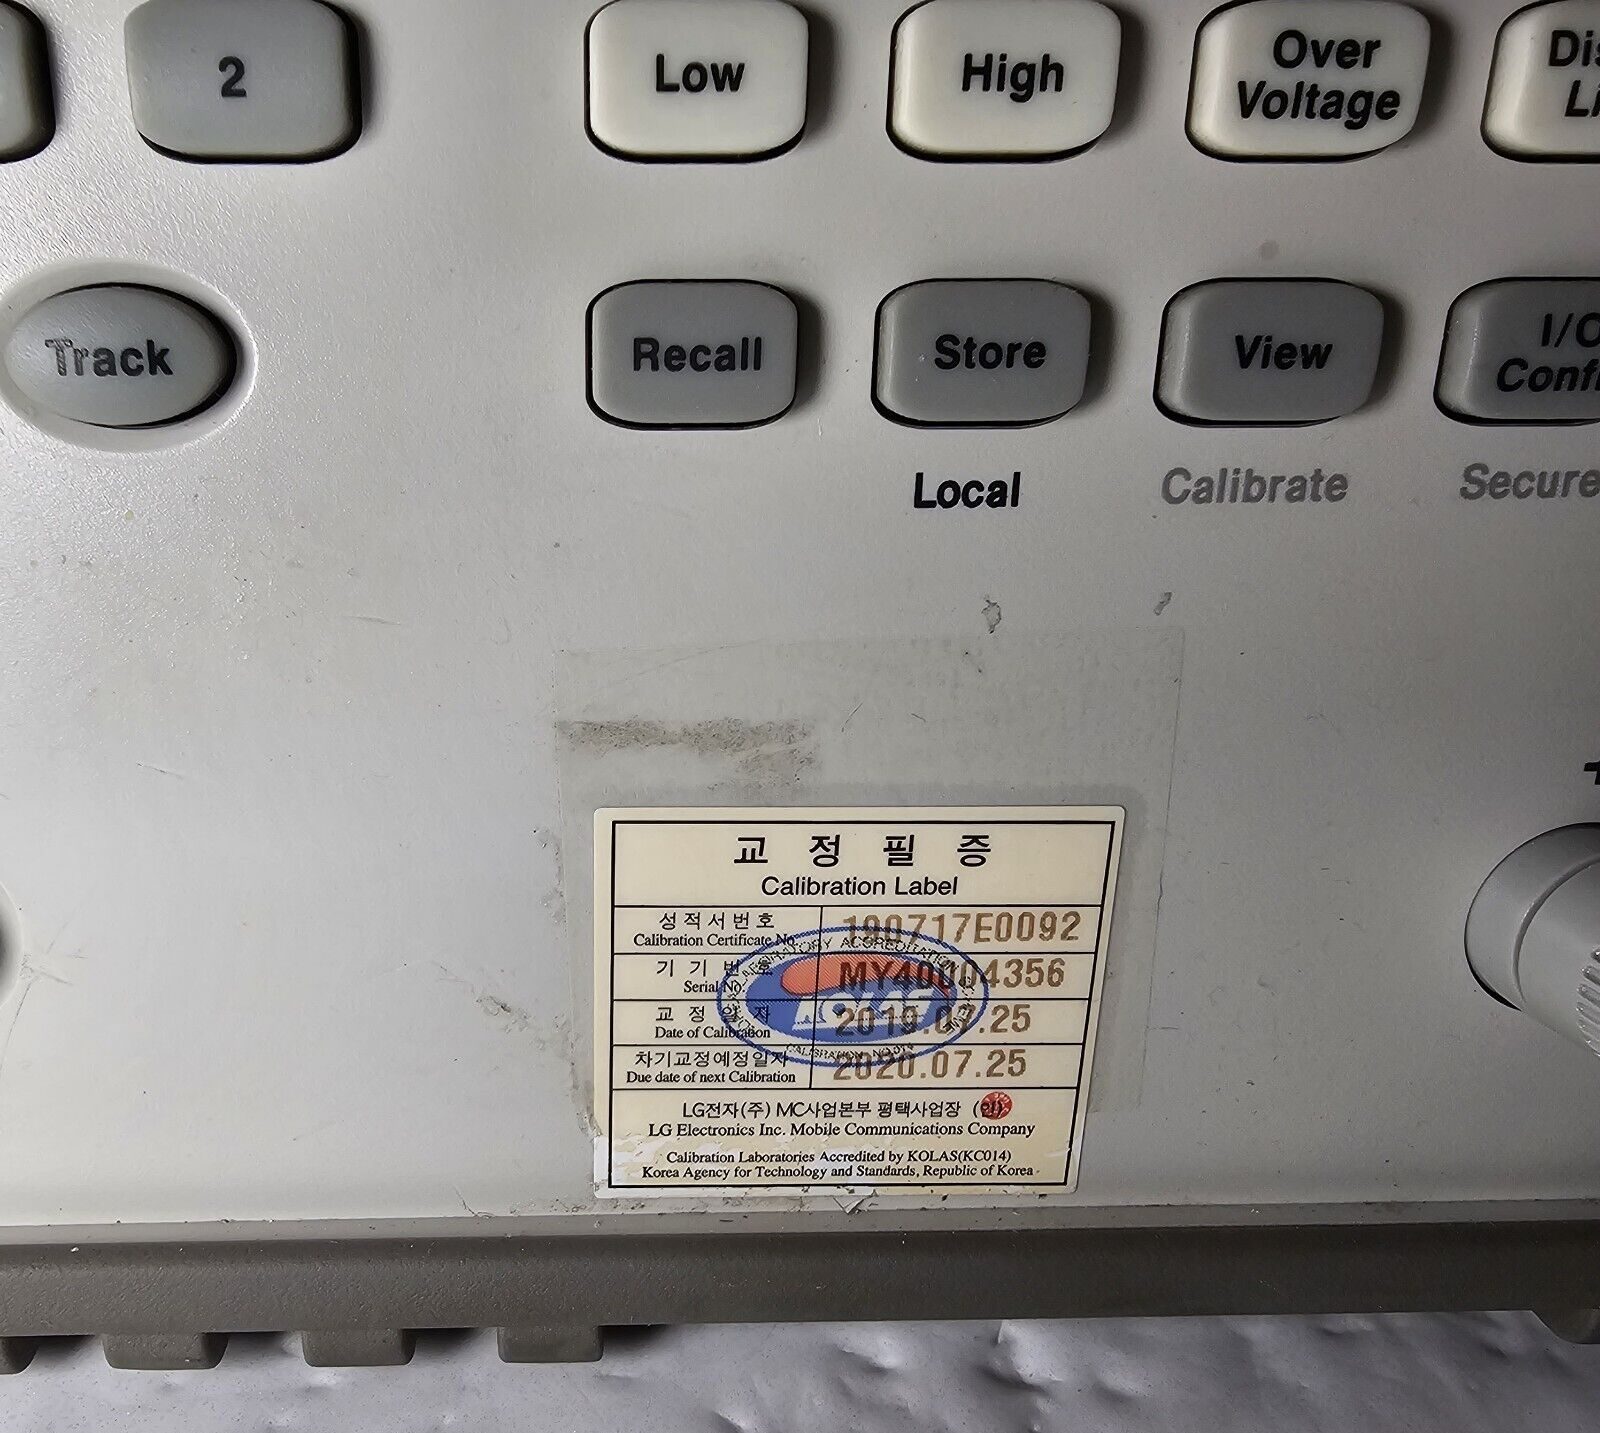 2
Low
High
Over
Voltage
Track
Recall
Store
View
I/O
Local
Calibrate
Secure
교정필증
Calibration Label
성적서번호
Calibration Certificate No.
190717E0092
기기번호
Serial No.
MY40004356
교정일자
Date of Calibration
2019.07.25
차기교정예정일자
Due date of next Calibration
2020.07.25
KOLAS
LG전자(주) MC사업본부 평택사업장 (인)
LG Electronics Inc. Mobile Communications Company
Calibration Laboratories Accredited by KOLAS(KC014)
Korea Agency for Technology and Standards, Republic of Korea